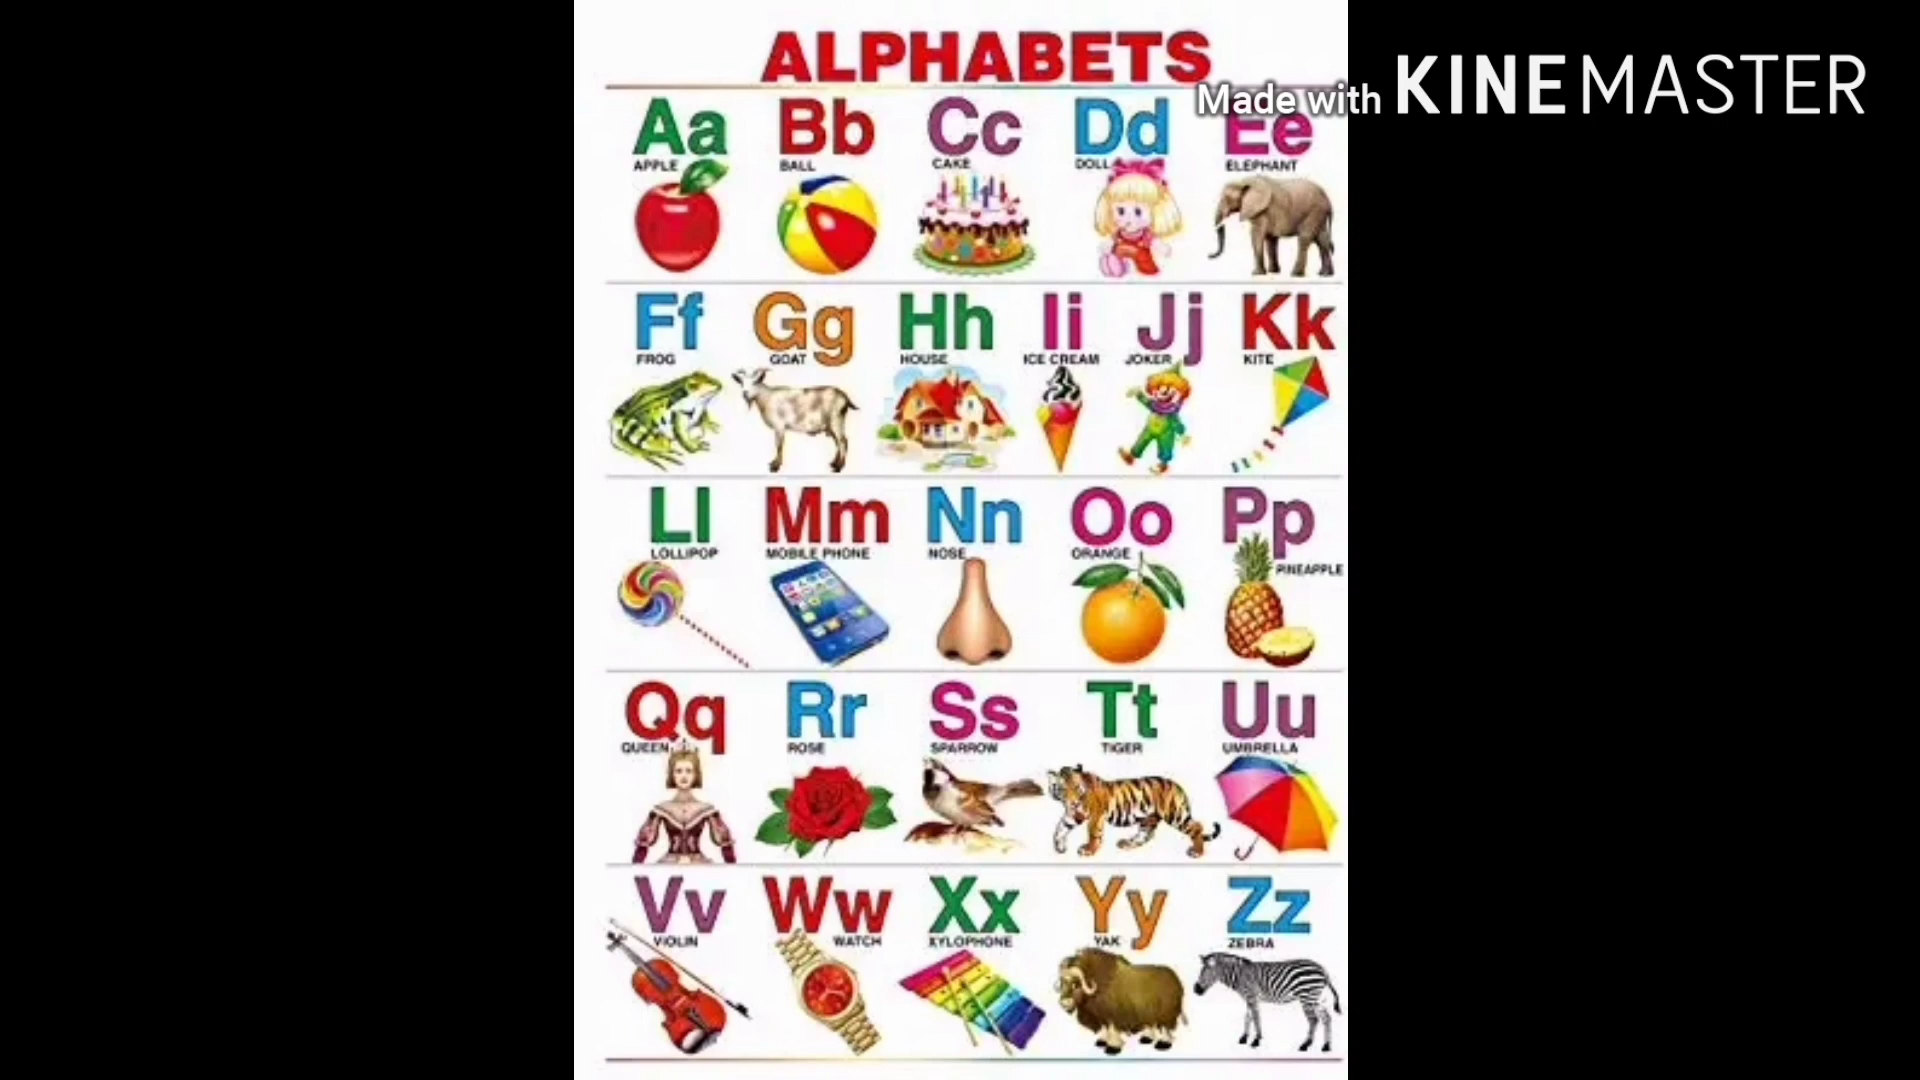 ALPHABETS
Made with KINEMASTER
Aa Bb Cc Dd Ee
APPLE BALL CAKE DOLL ELEPHANT
Ff Gg Hh Ii Jj Kk
FROG GOAT HOUSE ICE CREAM JOKER KITE
Ll Mm Nn Oo Pp
LOLLIPOP MOBILE PHONE NOSE ORANGE PINEAPPLE
Qq Rr Ss Tt Uu
QUEEN ROSE SPARROW TIGER UMBRELLA
Vv Ww Xx Yy Zz
VIOLIN WATCH XYLOPHONE YAK ZEBRA